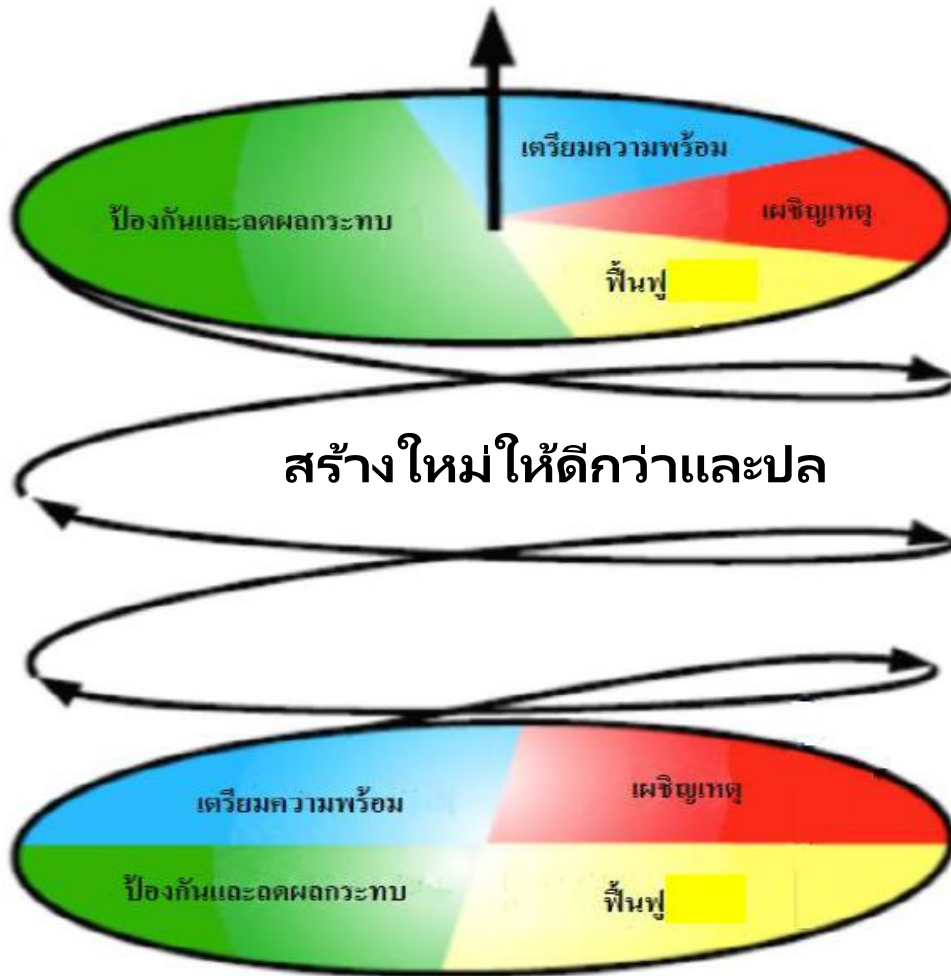 เตรียมความพร้อม
ป้องกันและลดผลกระทบ
เผชิญเหตุ
ฟื้นฟู
สร้างใหม่ให้ดีกว่าและปล
เตรียมความพร้อม
เผชิญเหตุ
ป้องกันและลดผลกระทบ
ฟื้นฟู